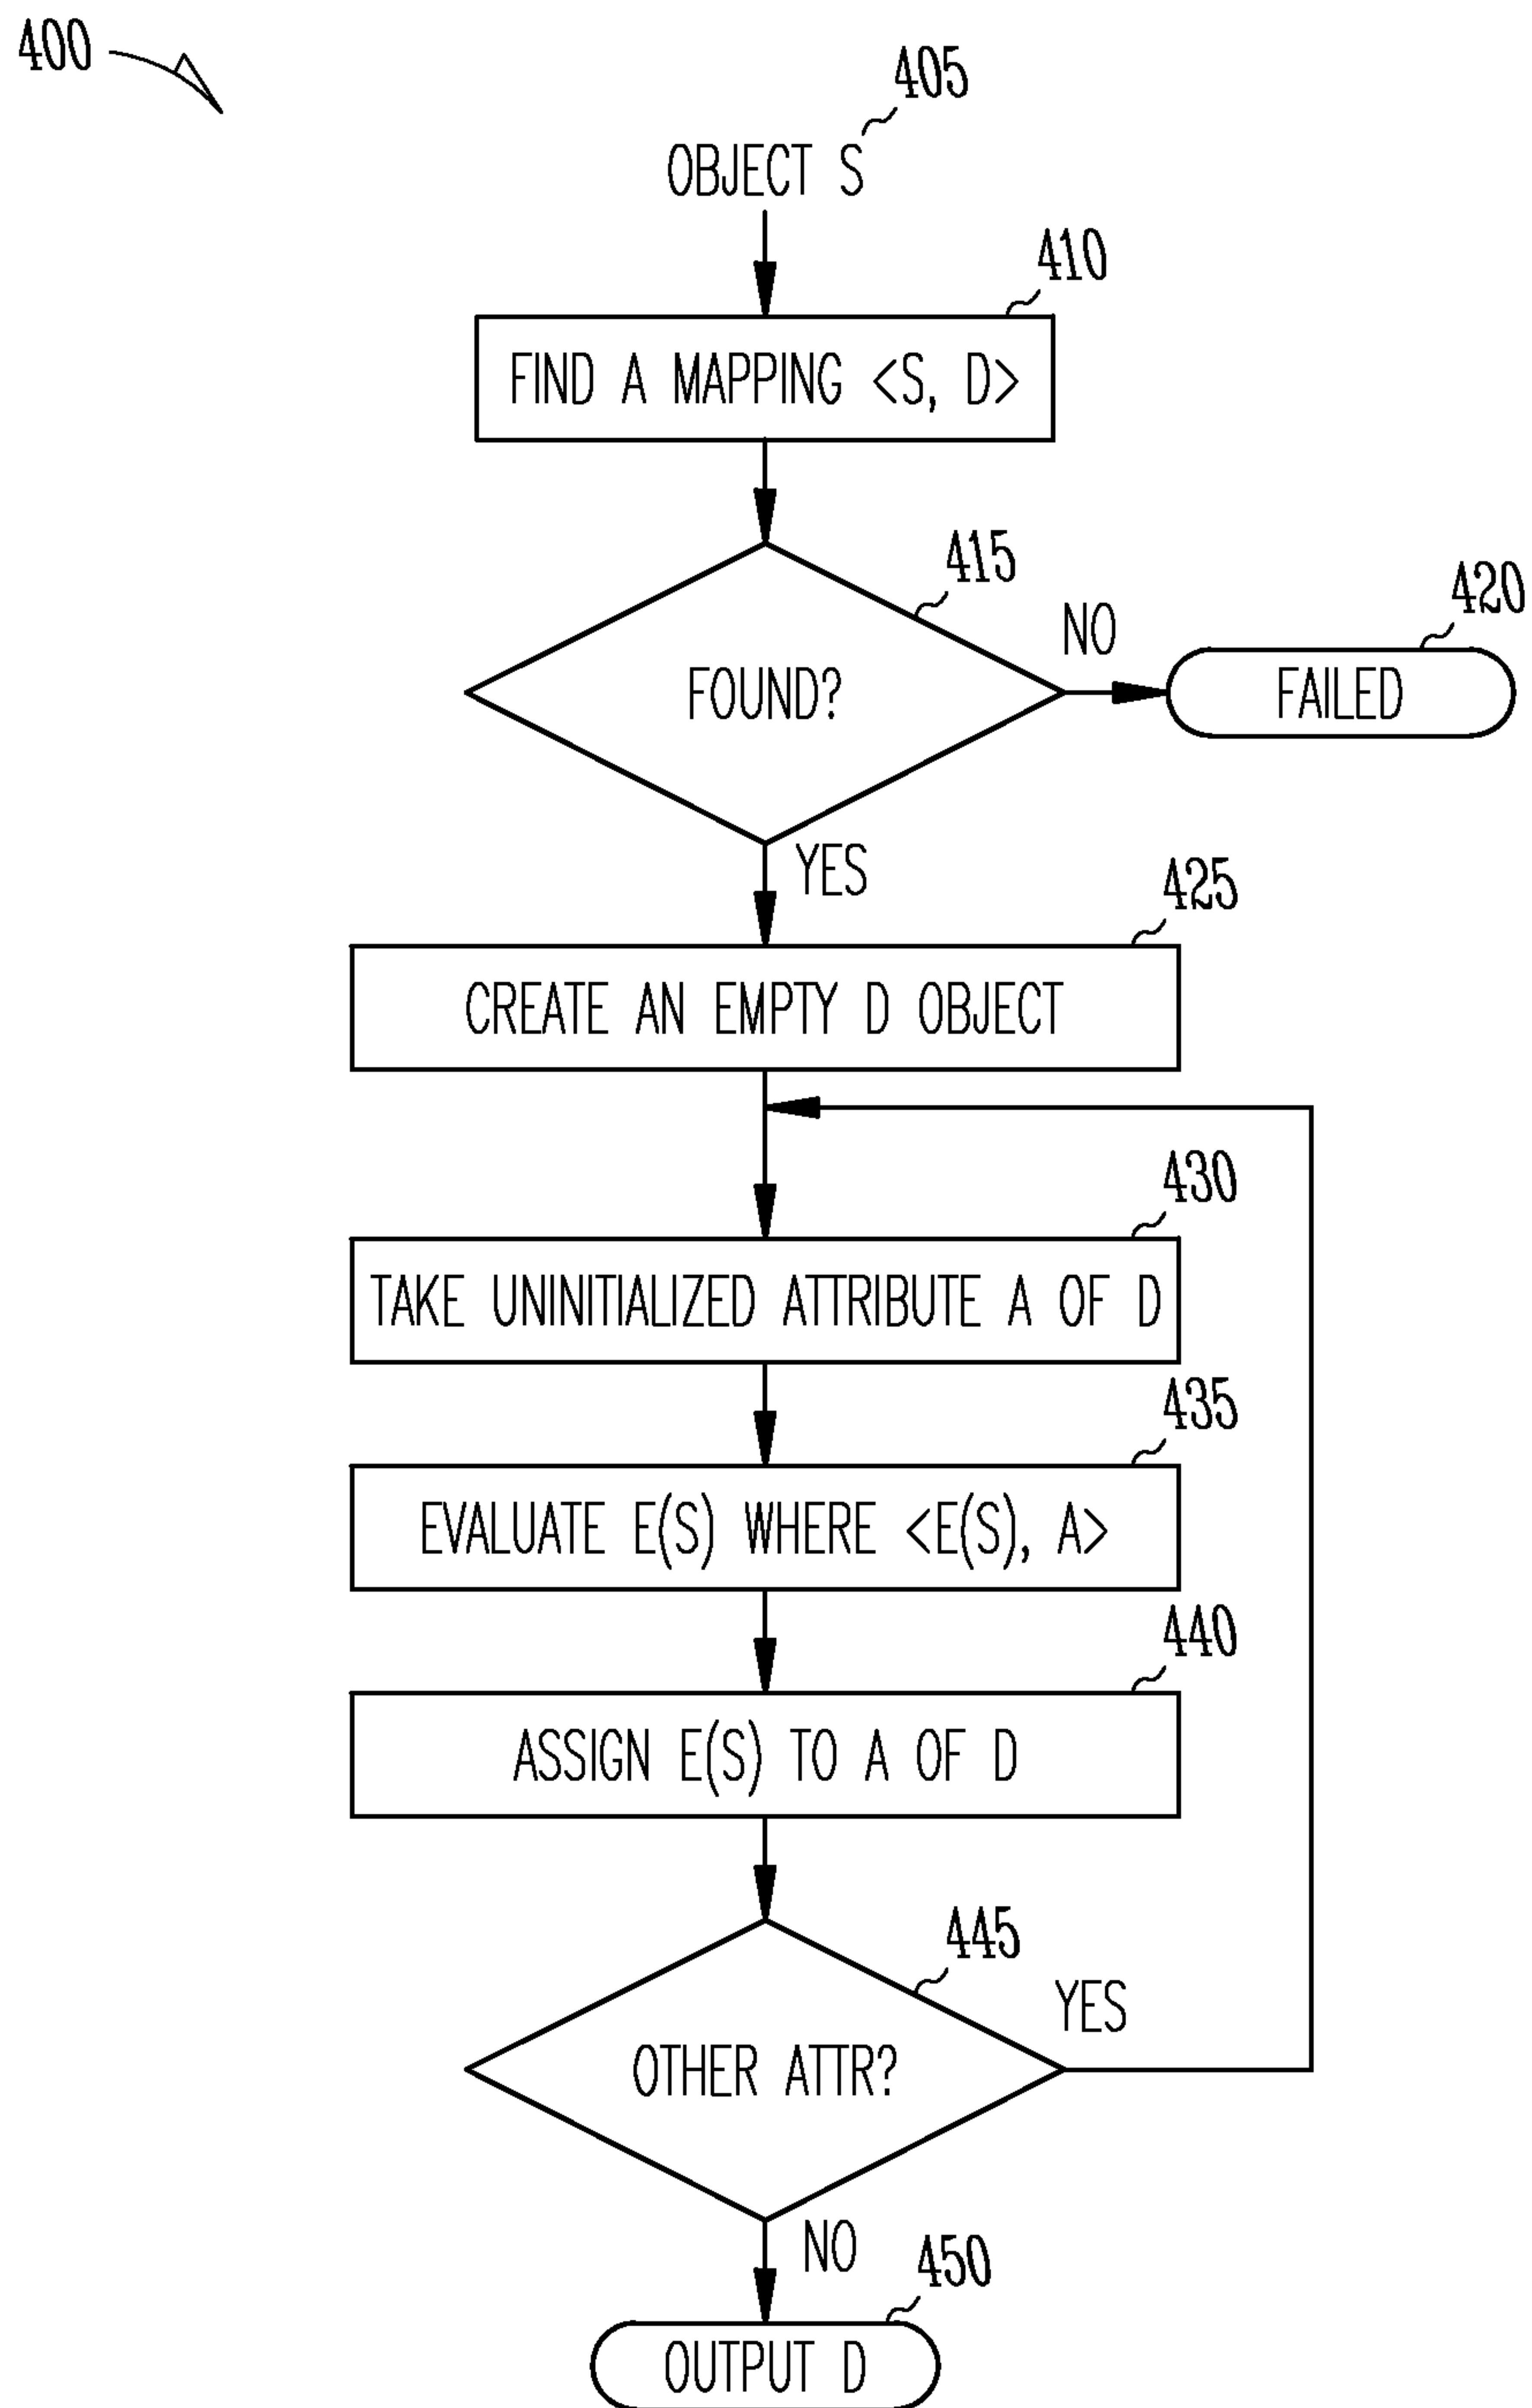 400
405
OBJECT S
410
FIND A MAPPING <S, D>
415
FOUND?
NO
420
FAILED
YES
425
CREATE AN EMPTY D OBJECT
430
TAKE UNINITIALIZED ATTRIBUTE A OF D
435
EVALUATE E(S) WHERE <E(S), A>
440
ASSIGN E(S) TO A OF D
445
OTHER ATTR?
YES
NO
450
OUTPUT D